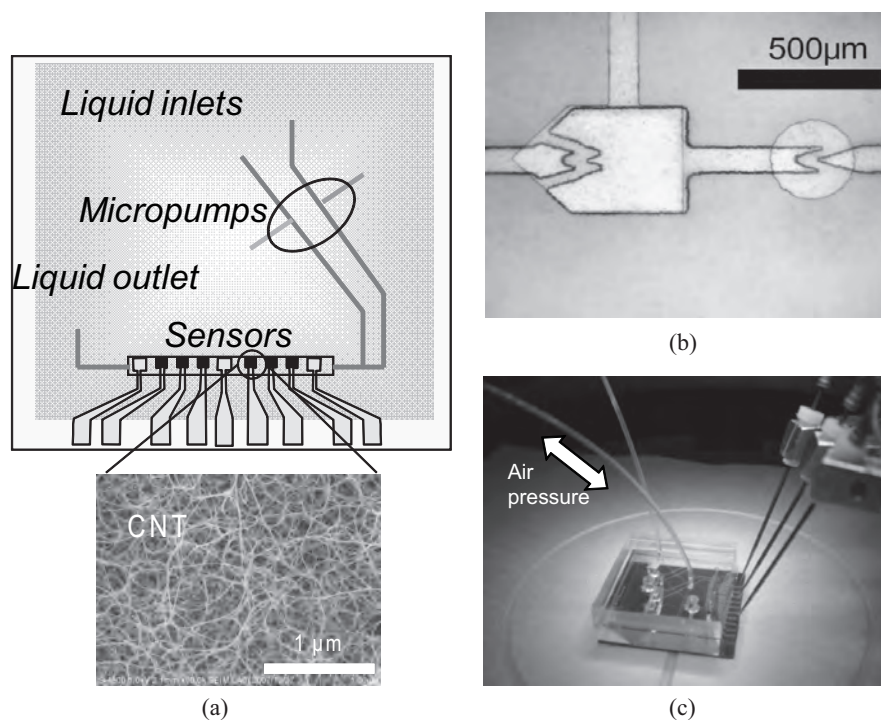 Liquid inlets
Micropumps
Liquid outlet
Sensors
CNT
1 µm
(a)
500µm
(b)
Air
pressure
(c)